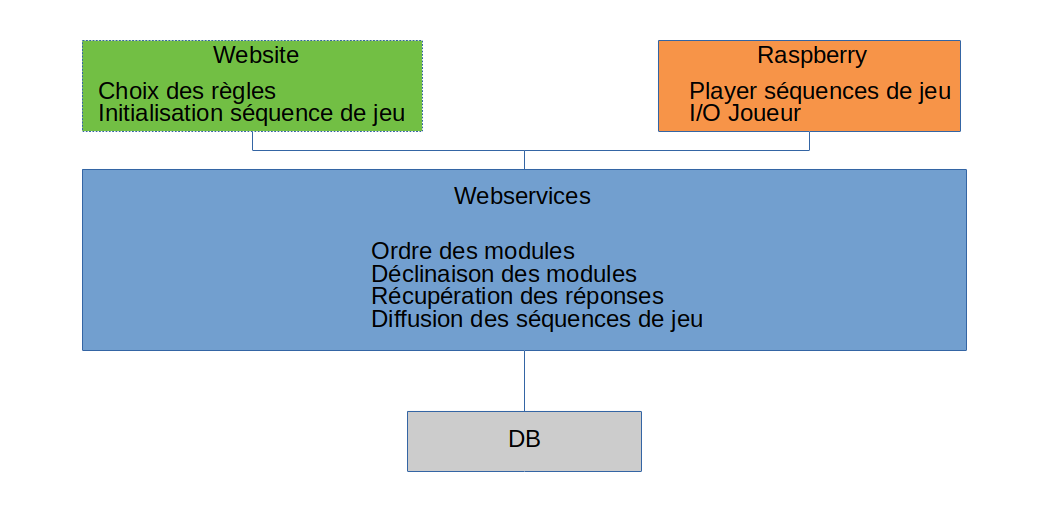 Website
Choix des règles
Initialisation séquence de jeu
Raspberry
Player séquences de jeu
I/O Joueur
Webservices
Ordre des modules
Déclinaison des modules
Récupération des réponses
Diffusion des séquences de jeu
DB